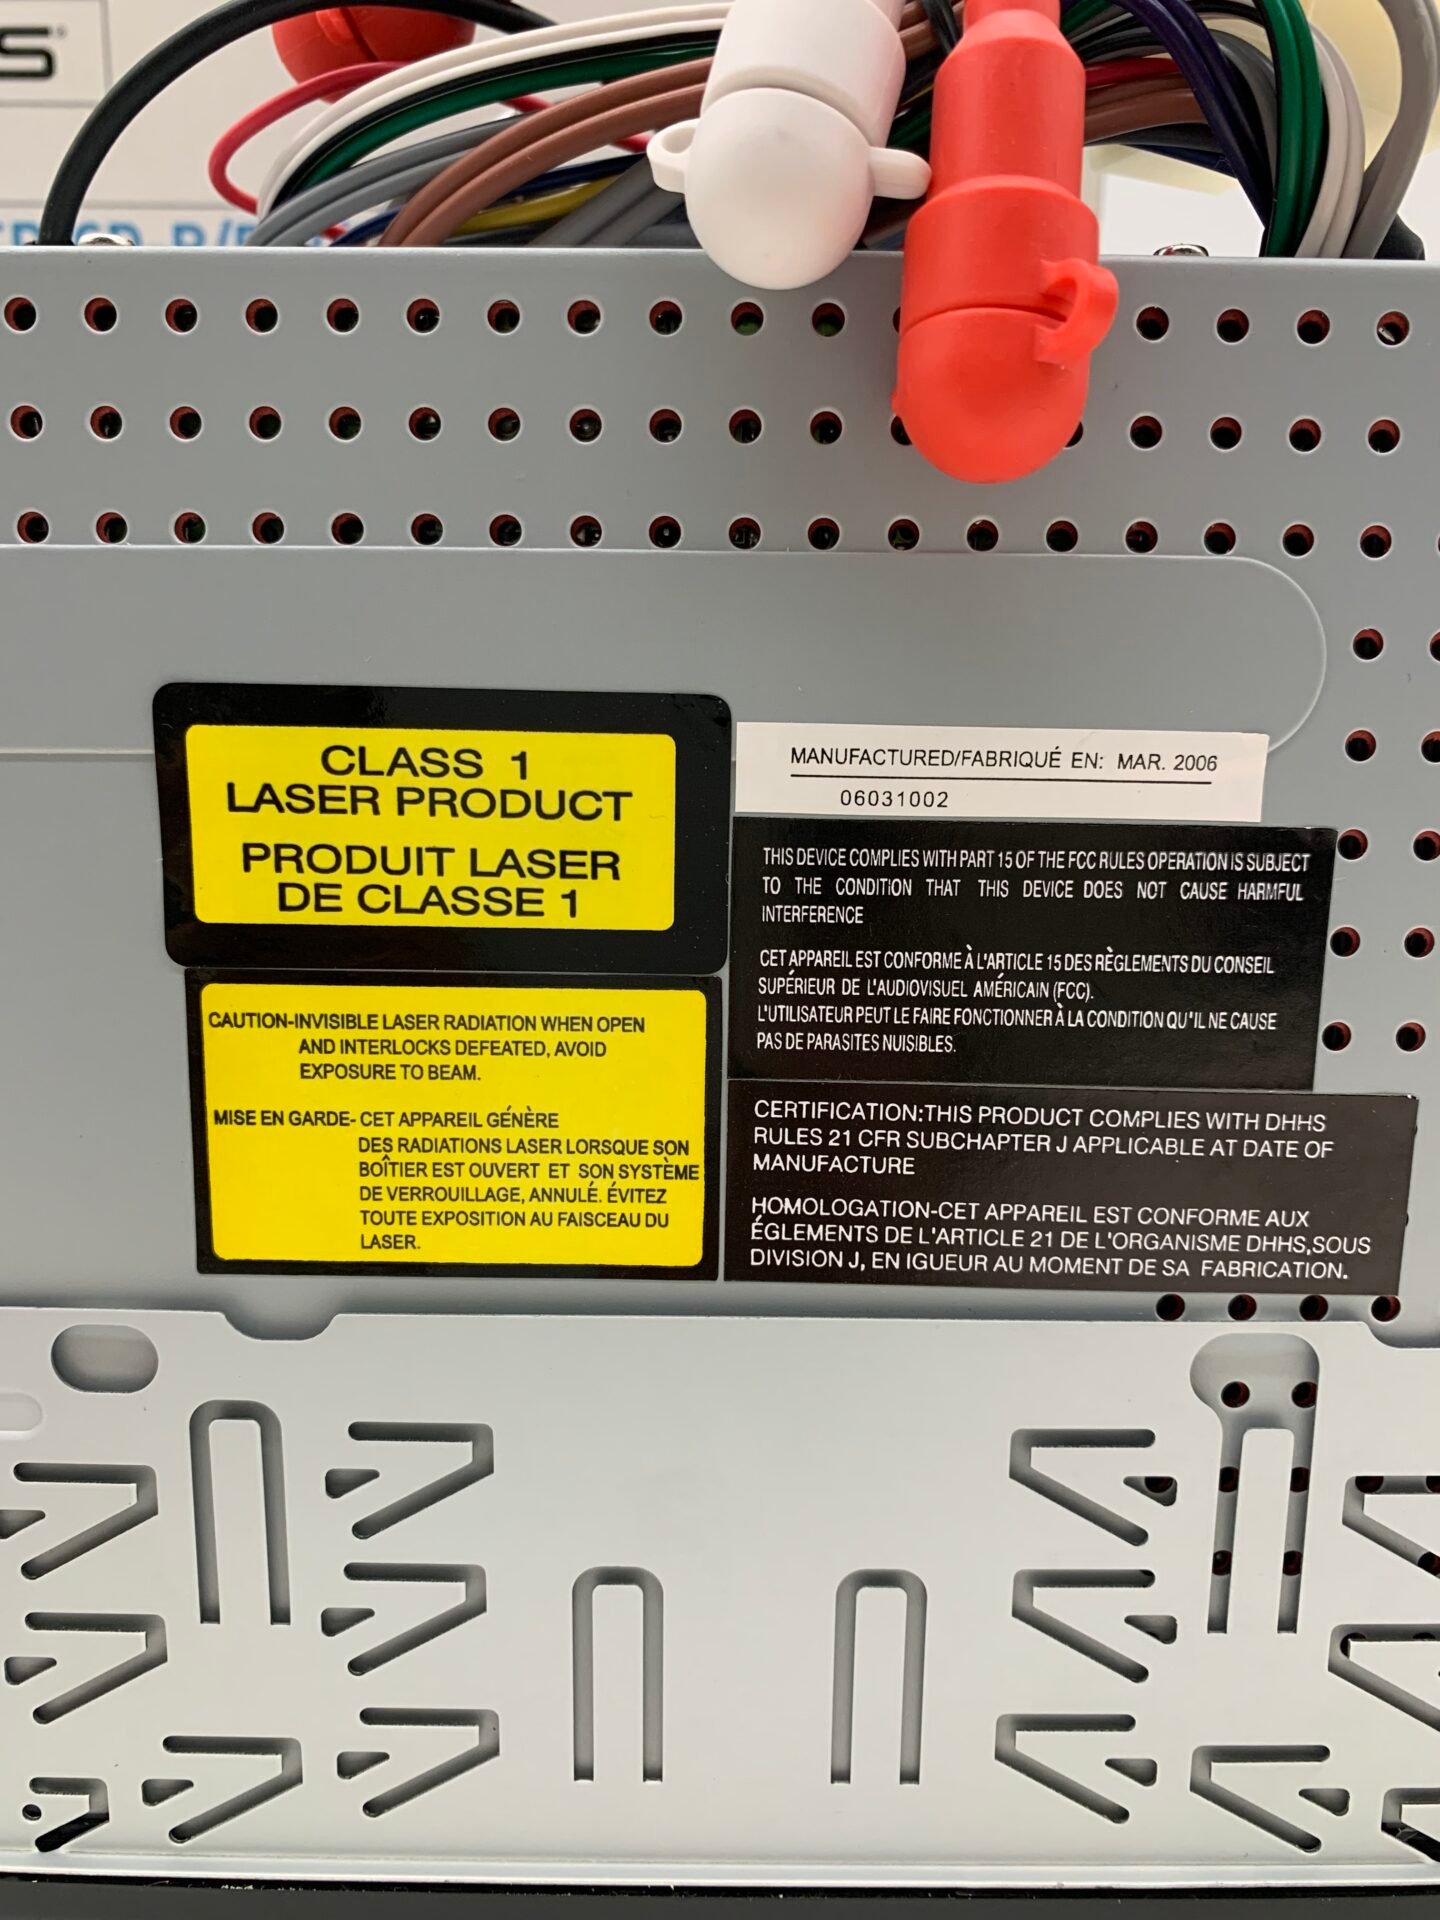 S
CLASS 1
LASER PRODUCT
PRODUIT LASER
DE CLASSE 1
MANUFACTURED/FABRIQUÉ EN: MAR. 2006
06031002
THIS DEVICE COMPLIES WITH PART 15 OF THE FCC RULES OPERATION IS SUBJECT
TO THE CONDITION THAT THIS DEVICE DOES NOT CAUSE HARMFUL
INTERFERENCE
CET APPAREIL EST CONFORME À L'ARTICLE 15 DES RÈGLEMENTS DU CONSEIL
SUPÉRIEUR DE L'AUDIOVISUEL AMÉRICAIN (FCC).
L'UTILISATEUR PEUT LE FAIRE FONCTIONNER À LA CONDITION QU'IL NE CAUSE
PAS DE PARASITES NUISIBLES.
CAUTION-INVISIBLE LASER RADIATION WHEN OPEN
AND INTERLOCKS DEFEATED, AVOID
EXPOSURE TO BEAM.
MISE EN GARDE- CET APPAREIL GÉNÈRE
DES RADIATIONS LASER LORSQUE SON
BOÎTIER EST OUVERT ET SON SYSTÈME
DE VERROUILLAGE, ANNULÉ. ÉVITEZ
TOUTE EXPOSITION AU FAISCEAU DU
LASER.
CERTIFICATION:THIS PRODUCT COMPLIES WITH DHHS
RULES 21 CFR SUBCHAPTER J APPLICABLE AT DATE OF
MANUFACTURE
HOMOLOGATION-CET APPAREIL EST CONFORME AUX
ÉGLEMENTS DE L'ARTICLE 21 DE L'ORGANISME DHHS,SOUS
DIVISION J, EN IGUEUR AU MOMENT DE SA FABRICATION.